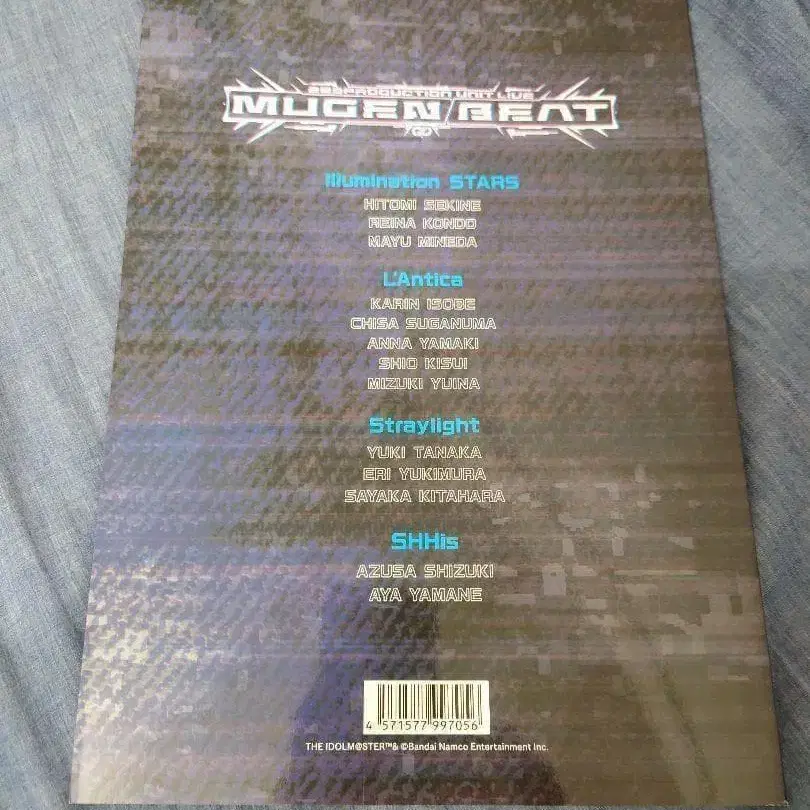 283PRODUCTION UNIT LIVE
MUGEN BEAT
Illumination STARS
HITOMI SEKINE
REINA KONDO
MAYU MINEDA
L'Antica
KARIN ISOBE
CHISA SUGANUMA
ANNA YAMAKI
SHIO KISUI
MIZUKI YUINA
Straylight
YUKI TANAKA
ERI YUKIMURA
SAYAKA KITAHARA
SHHis
AZUSA SHIZUKI
AYA YAMANE
4 571577 997056
THE IDOLM@STER™& ©Bandai Namco Entertainment Inc.